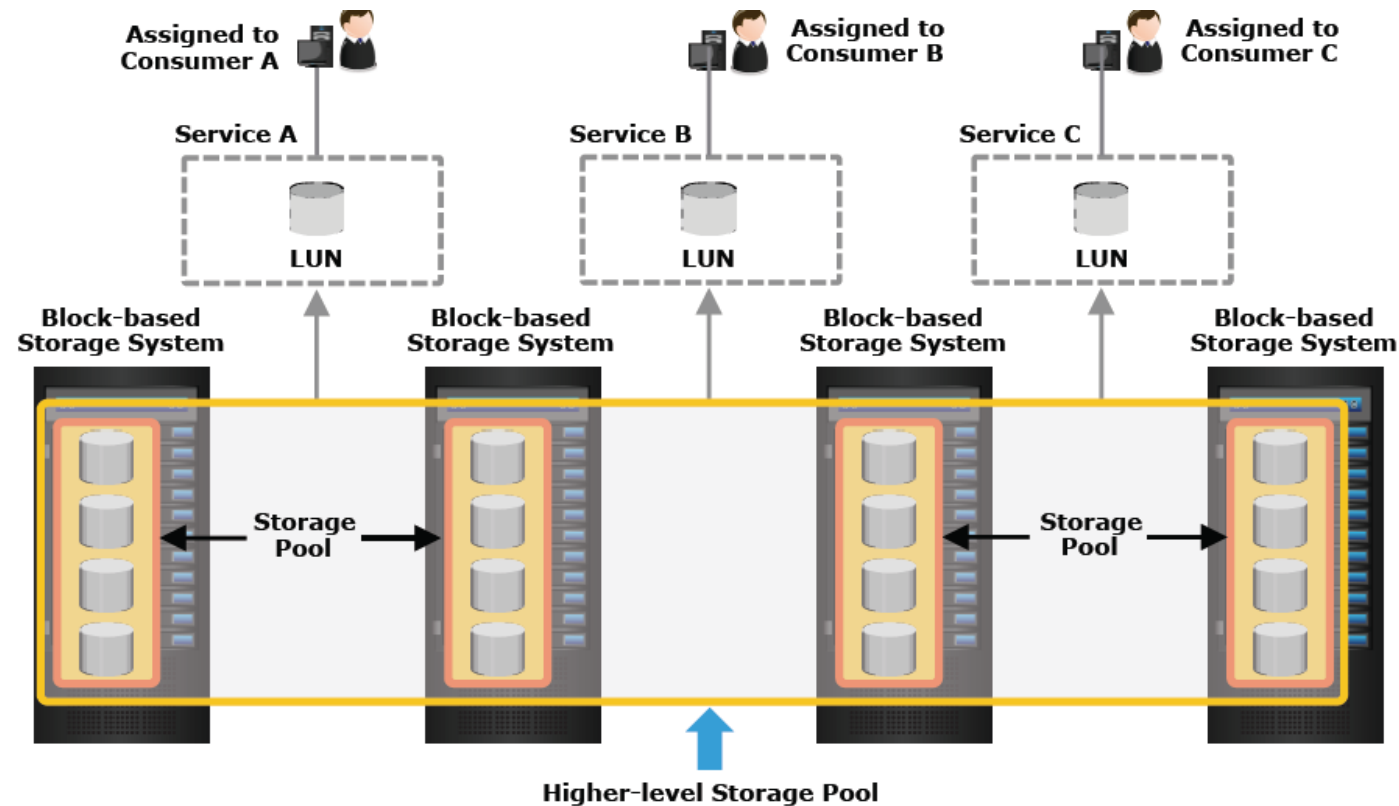 Assigned to
Consumer A
Assigned to
Consumer B
Assigned to
Consumer C
Service A
Service B
Service C
LUN
LUN
LUN
Block-based
Storage System
Block-based
Storage System
Block-based
Storage System
Block-based
Storage System
Storage
Pool
Storage
Pool
Higher-level Storage Pool